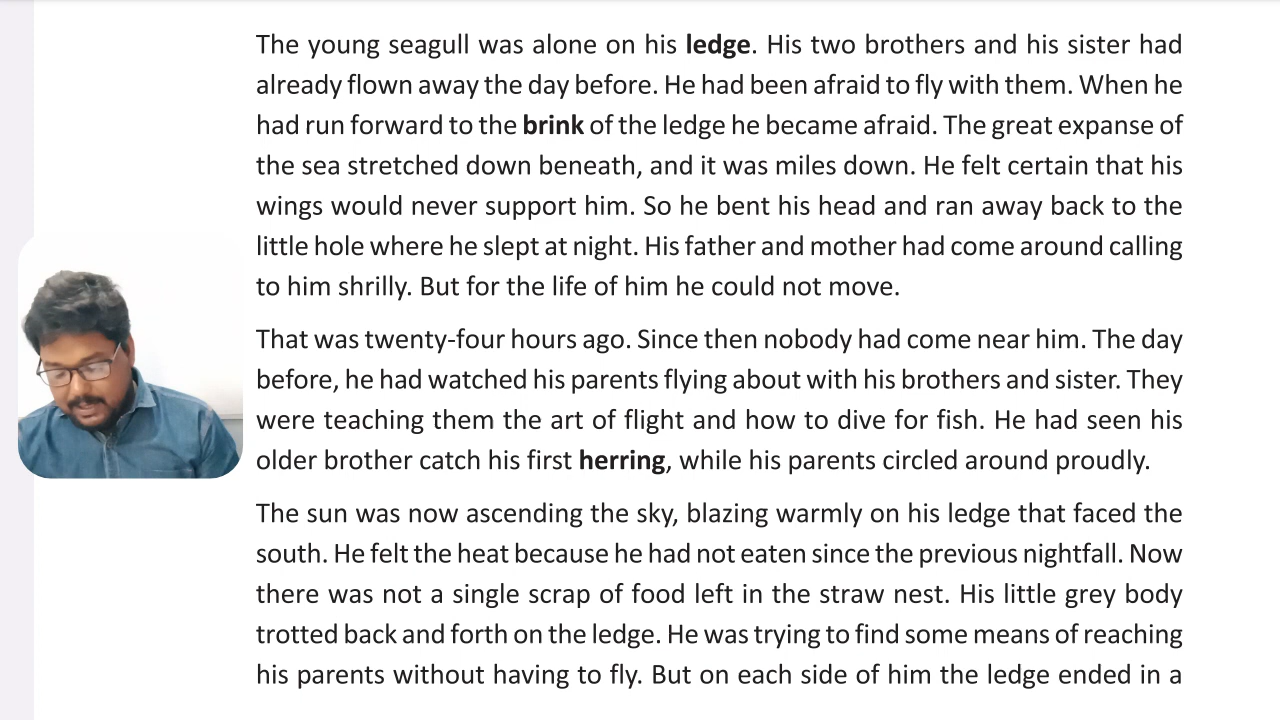 The young seagull was alone on his ledge. His two brothers and his sister had
already flown away the day before. He had been afraid to fly with them. When he
had run forward to the brink of the ledge he became afraid. The great expanse of
the sea stretched down beneath, and it was miles down. He felt certain that his
wings would never support him. So he bent his head and ran away back to the
little hole where he slept at night. His father and mother had come around calling
to him shrilly. But for the life of him he could not move.
That was twenty-four hours ago. Since then nobody had come near him. The day
before, he had watched his parents flying about with his brothers and sister. They
were teaching them the art of flight and how to dive for fish. He had seen his
older brother catch his first herring, while his parents circled around proudly.
The sun was now ascending the sky, blazing warmly on his ledge that faced the
south. He felt the heat because he had not eaten since the previous nightfall. Now
there was not a single scrap of food left in the straw nest. His little grey body
trotted back and forth on the ledge. He was trying to find some means of reaching
his parents without having to fly. But on each side of him the ledge ended in a